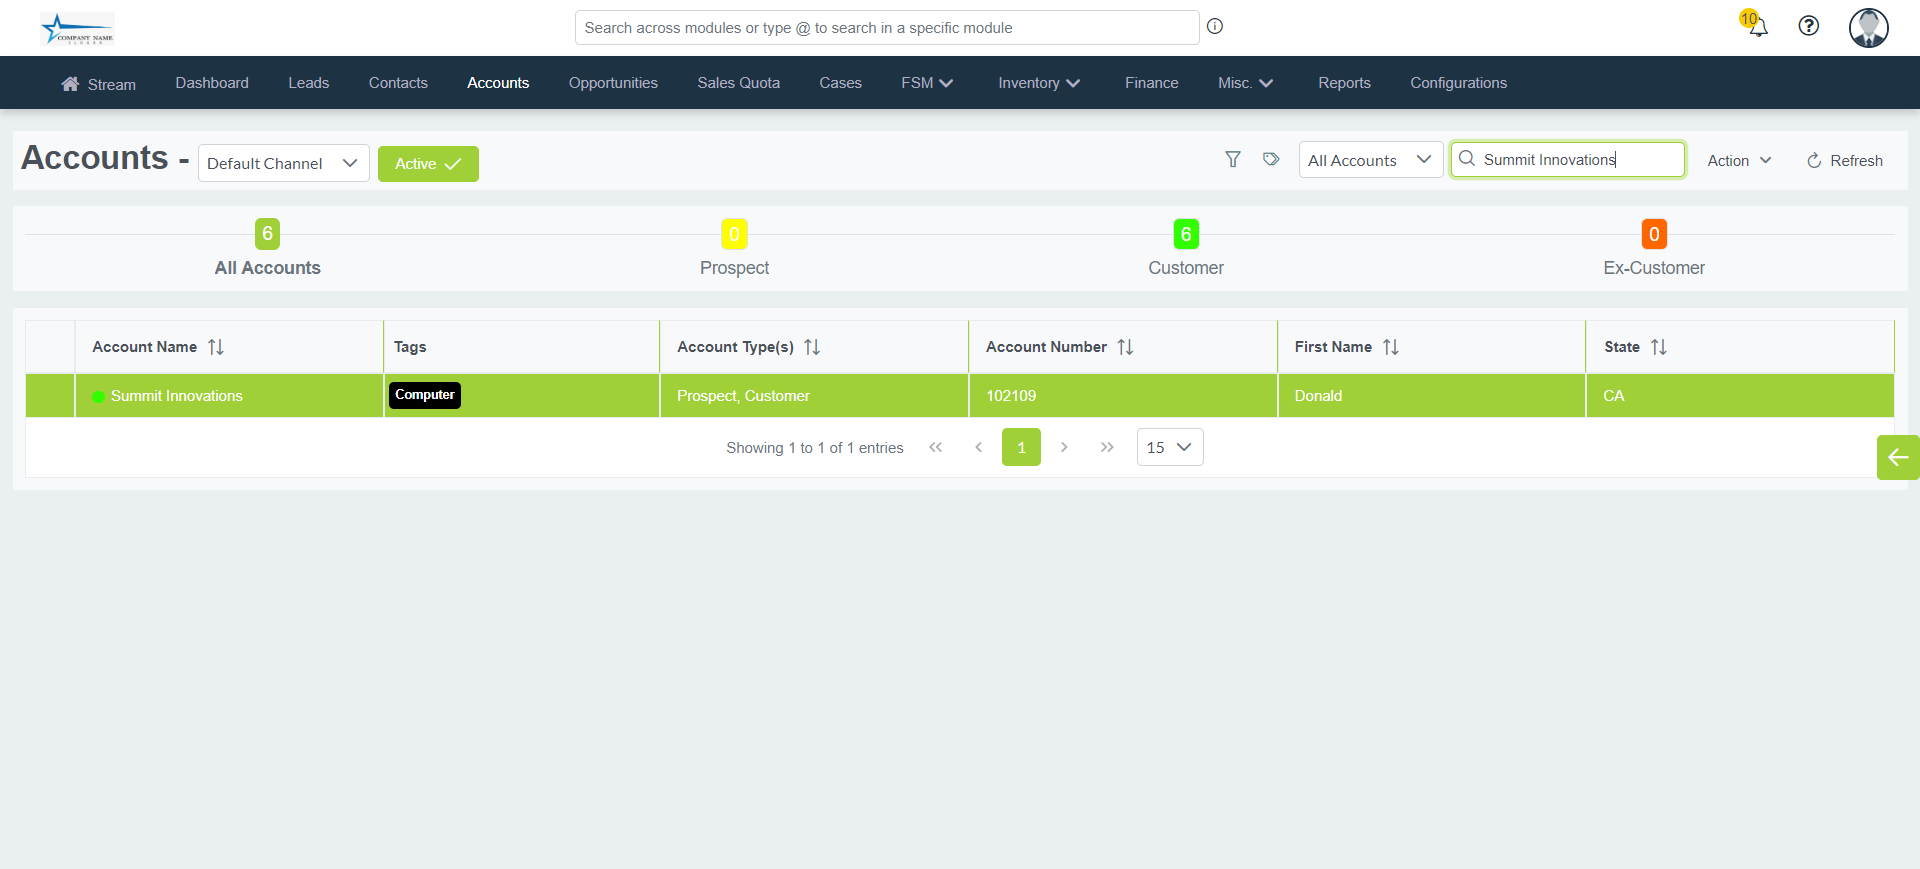 COMPANY NAME
Search across modules or type @ to search in a specific module
10
Stream Dashboard Leads Contacts Accounts Opportunities Sales Quota Cases FSM Inventory Finance Misc. Reports Configurations
Accounts - Default Channel Active All Accounts Summit Innovations Action Refresh
6 0 6 0
All Accounts Prospect Customer Ex-Customer
Account Name Tags Account Type(s) Account Number First Name State
Summit Innovations Computer Prospect, Customer 102109 Donald CA
Showing 1 to 1 of 1 entries 1 15